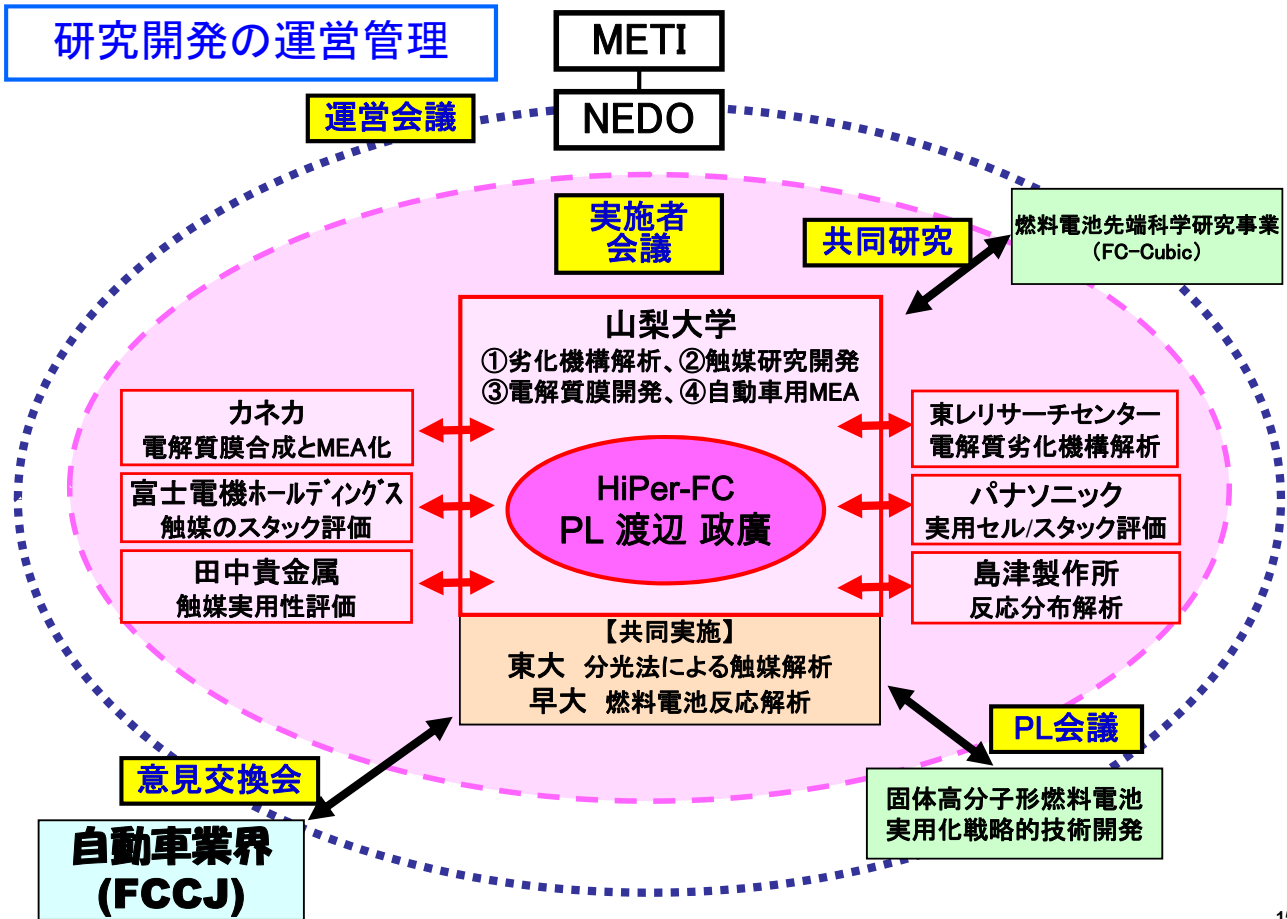 研究開発の運営管理
METI
NEDO
運営会議
実施者
会議
共同研究
燃料電池先端科学研究事業
(FC-Cubic)
山梨大学
①劣化機構解析、②触媒研究開発
③電解質膜開発、④自動車用MEA
カネカ
電解質膜合成とMEA化
富士電機ホールディングス
触媒のスタック評価
田中貴金属
触媒実用性評価
HiPer-FC
PL 渡辺 政廣
東レリサーチセンター
電解質劣化機構解析
パナソニック
実用セル/スタック評価
島津製作所
反応分布解析
【共同実施】
東大 分光法による触媒解析
早大 燃料電池反応解析
PL会議
意見交換会
固体高分子形燃料電池
実用化戦略的技術開発
自動車業界
(FCCJ)